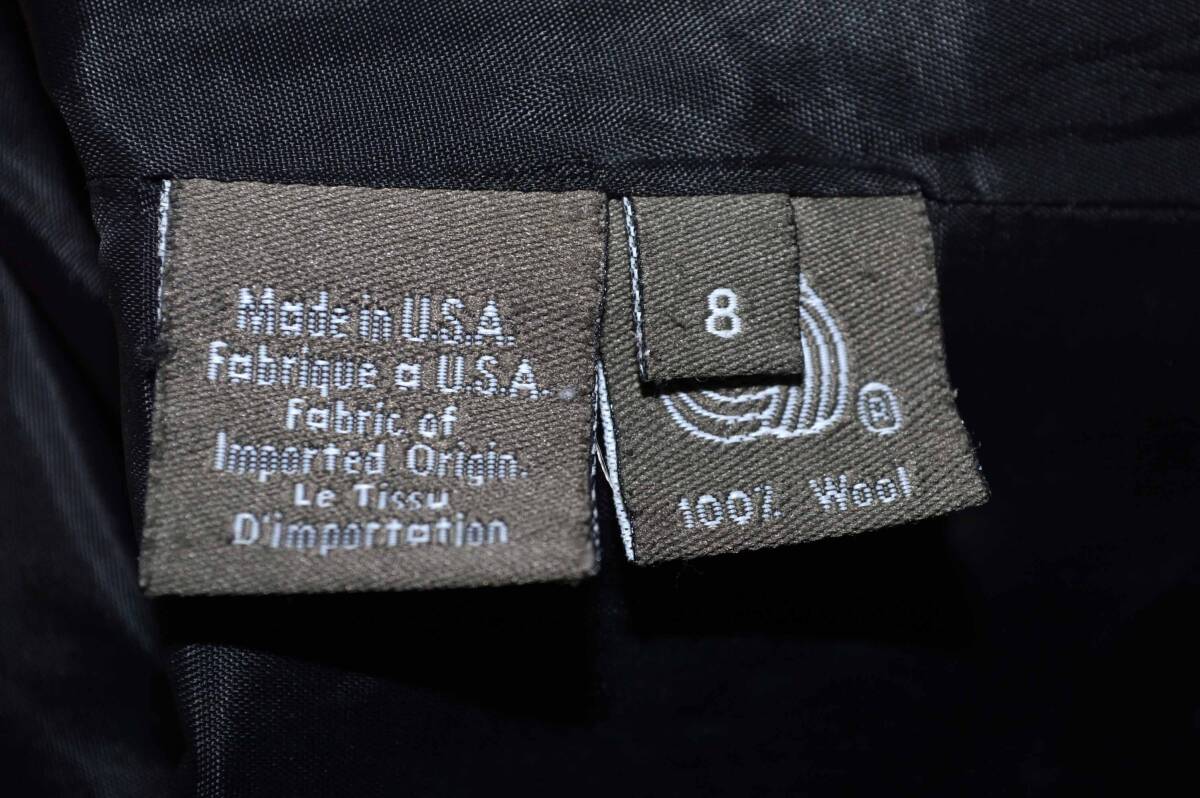 Made in U.S.A.
Fabrique a U.S.A.
Fabric of
Imported Origin.
Le Tissu
D'importation
8
®
100% Wool